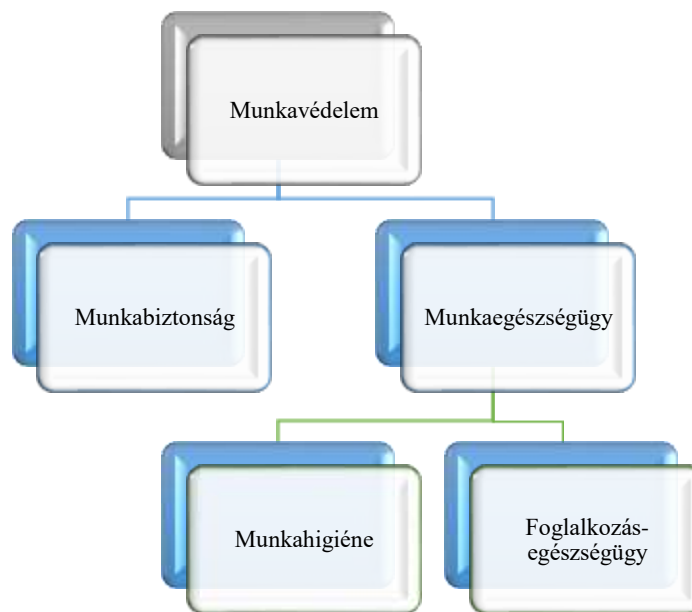 Munkavédelem
Munkabiztonság
Munkaegészségügy
Munkahigiéne
Foglalkozás-
egészségügy